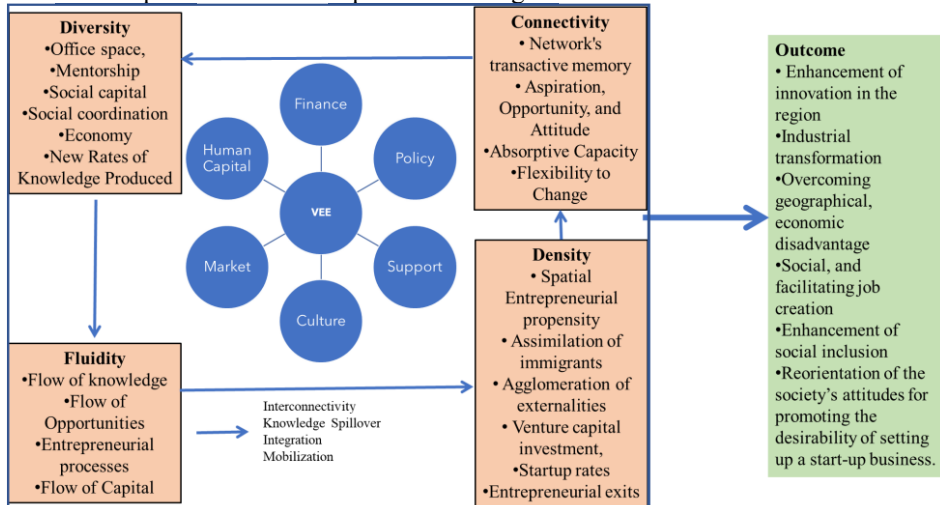 Diversity
•Office space,
•Mentorship
•Social capital
•Social coordination
•Economy
•New Rates of
Knowledge Produced
Connectivity
• Network's
transactive memory
• Aspiration,
Opportunity, and
Attitude
•Absorptive Capacity
•Flexibility to
Change
Finance
Human
Capital
Policy
VEE
Market
Support
Culture
Fluidity
•Flow of knowledge
•Flow of
Opportunities
•Entrepreneurial
processes
•Flow of Capital
Interconnectivity
Knowledge Spillover
Integration
Mobilization
Density
• Spatial
Entrepreneurial
propensity
• Assimilation of
immigrants
• Agglomeration of
externalities
• Venture capital
investment,
•Startup rates
•Entrepreneurial exits
Outcome
• Enhancement of
innovation in the
region
•Industrial
transformation
•Overcoming
geographical,
economic
disadvantage
•Social, and
facilitating job
creation
•Enhancement of
social inclusion
•Reorientation of the
society's attitudes for
promoting the
desirability of setting
up a start-up business.